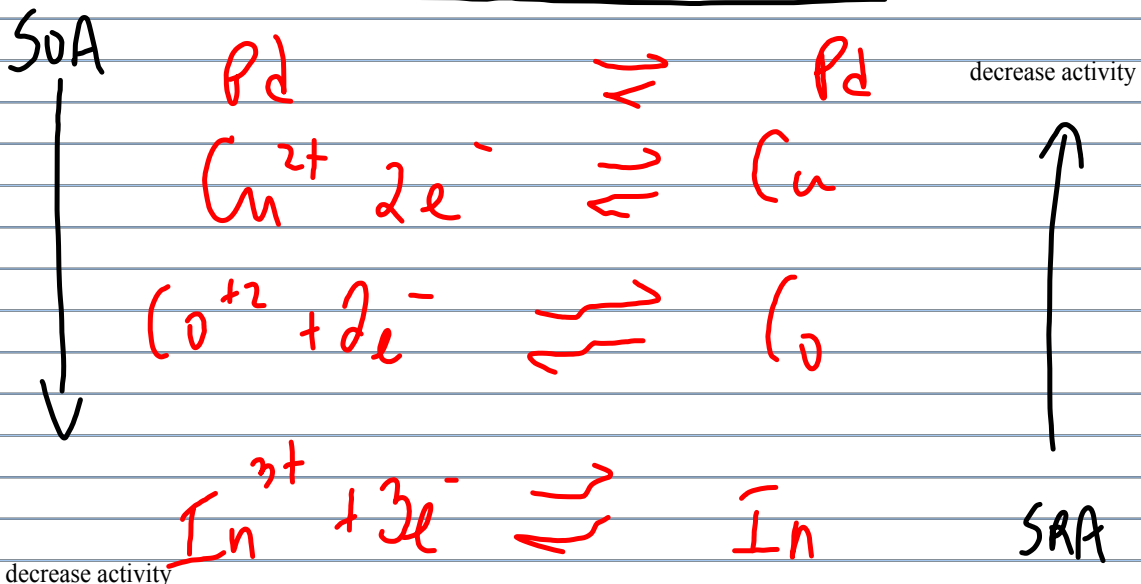 SOA
Pd ⇌ Pd decrease activity
Cu²⁺ 2e⁻ ⇌ Cu
Co⁺² + 2e⁻ ⇌ Co
In³⁺ + 3e⁻ ⇌ In SRA
decrease activity